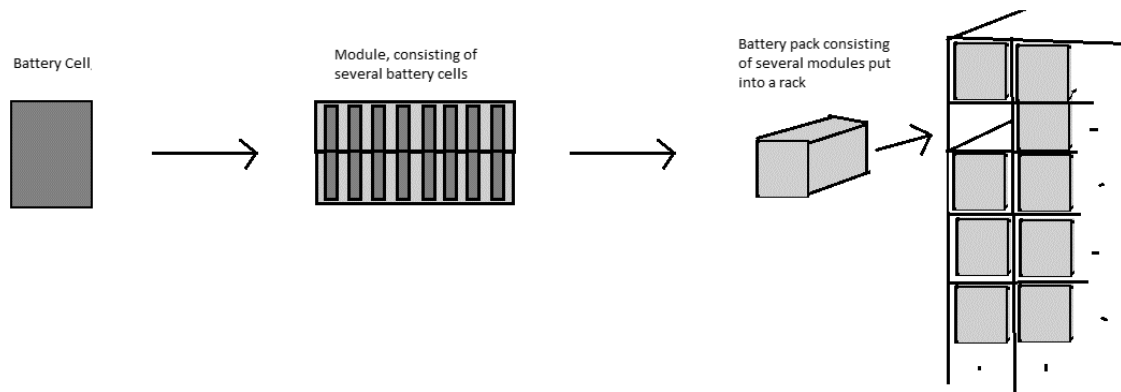 Battery Cell
Module, consisting of
several battery cells
Battery pack consisting
of several modules put
into a rack